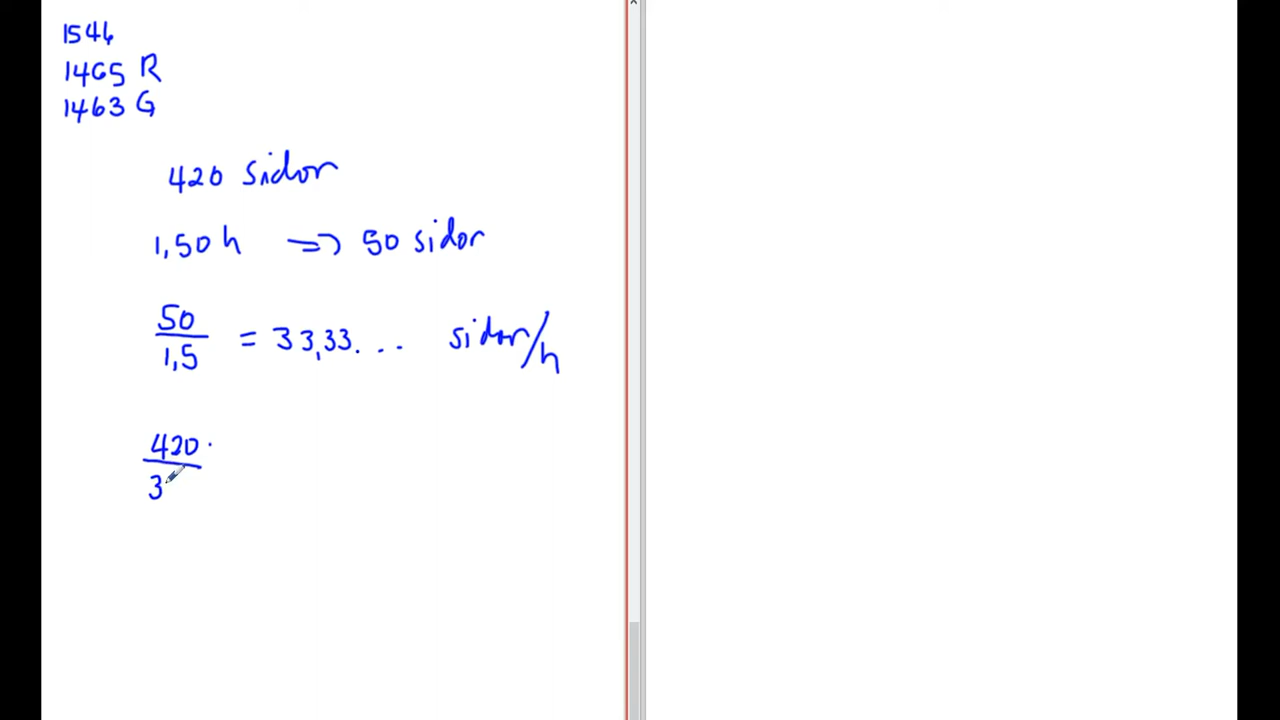 1546
1465 R
1463 G
420 sidor
1,50 h => 50 sidor
50
1,5
= 33,33... sidor/h
420 ·
3